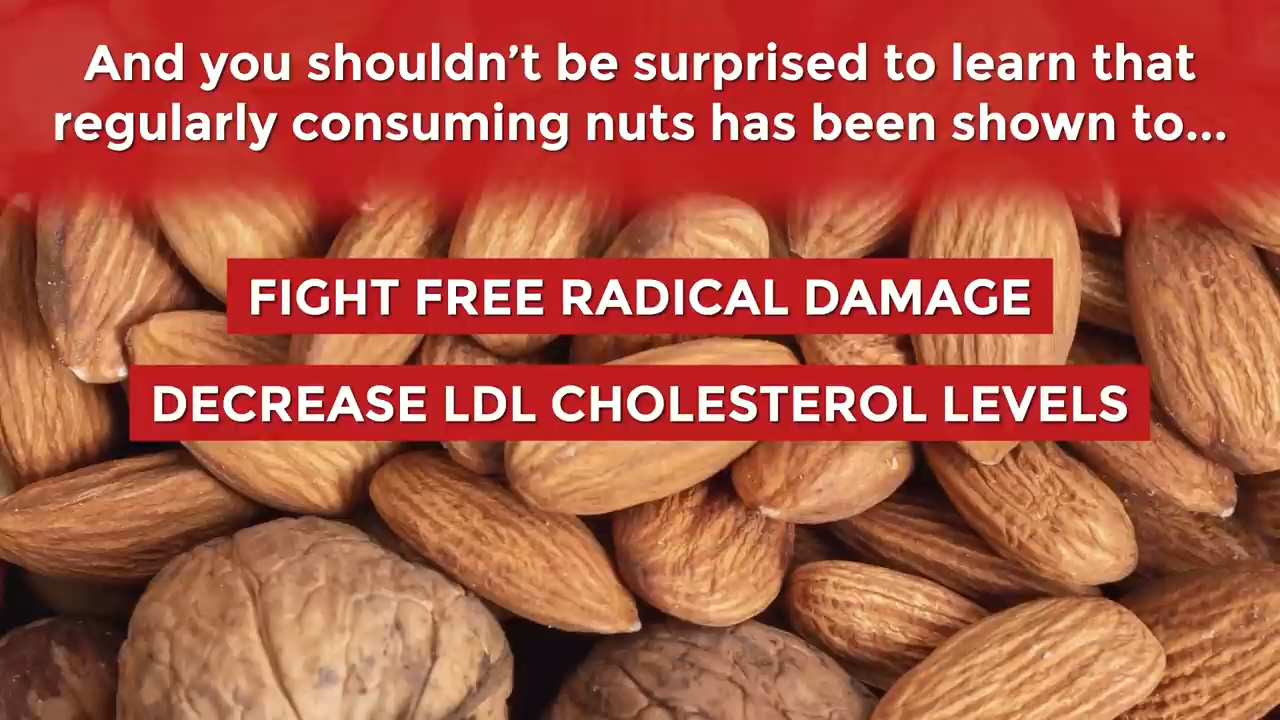 And you shouldn’t be surprised to learn that
regularly consuming nuts has been shown to...
FIGHT FREE RADICAL DAMAGE
DECREASE LDL CHOLESTEROL LEVELS